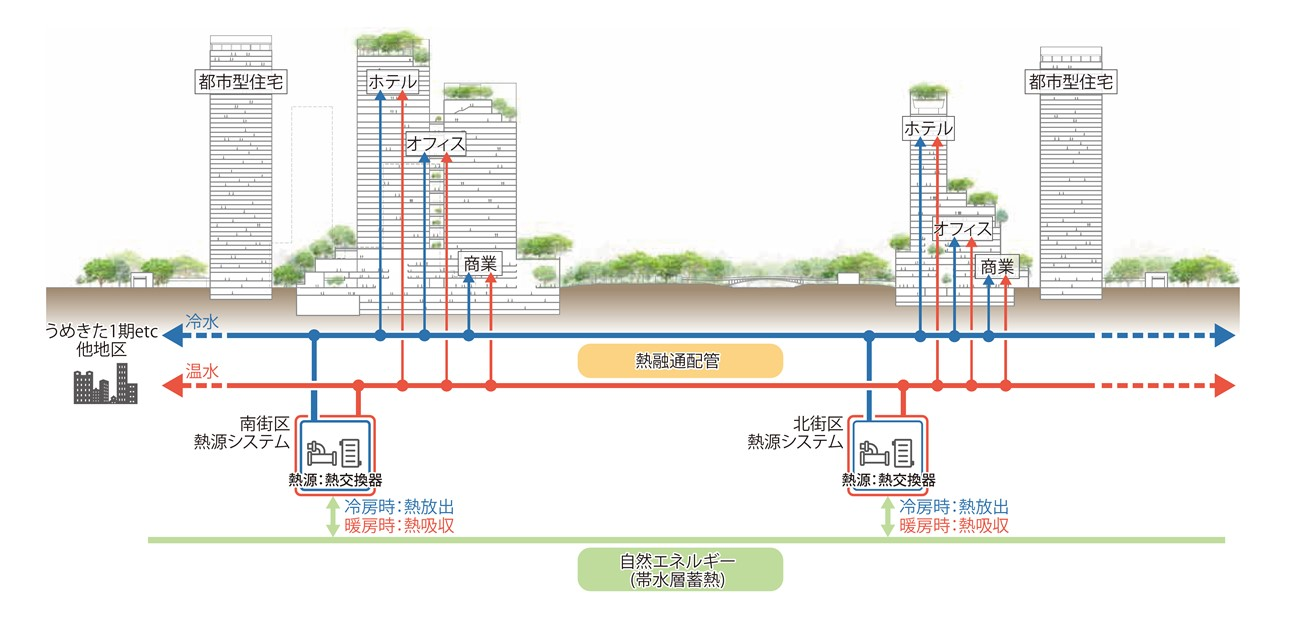 都市型住宅
ホテル
オフィス
商業
ホテル
オフィス
商業
都市型住宅
うめきた1期etc
他地区
冷水
温水
熱融通配管
南街区
熱源システム
熱源：熱交換器
冷房時：熱放出
暖房時：熱吸収
北街区
熱源システム
熱源：熱交換器
冷房時：熱放出
暖房時：熱吸収
自然エネルギー
(帯水層蓄熱)